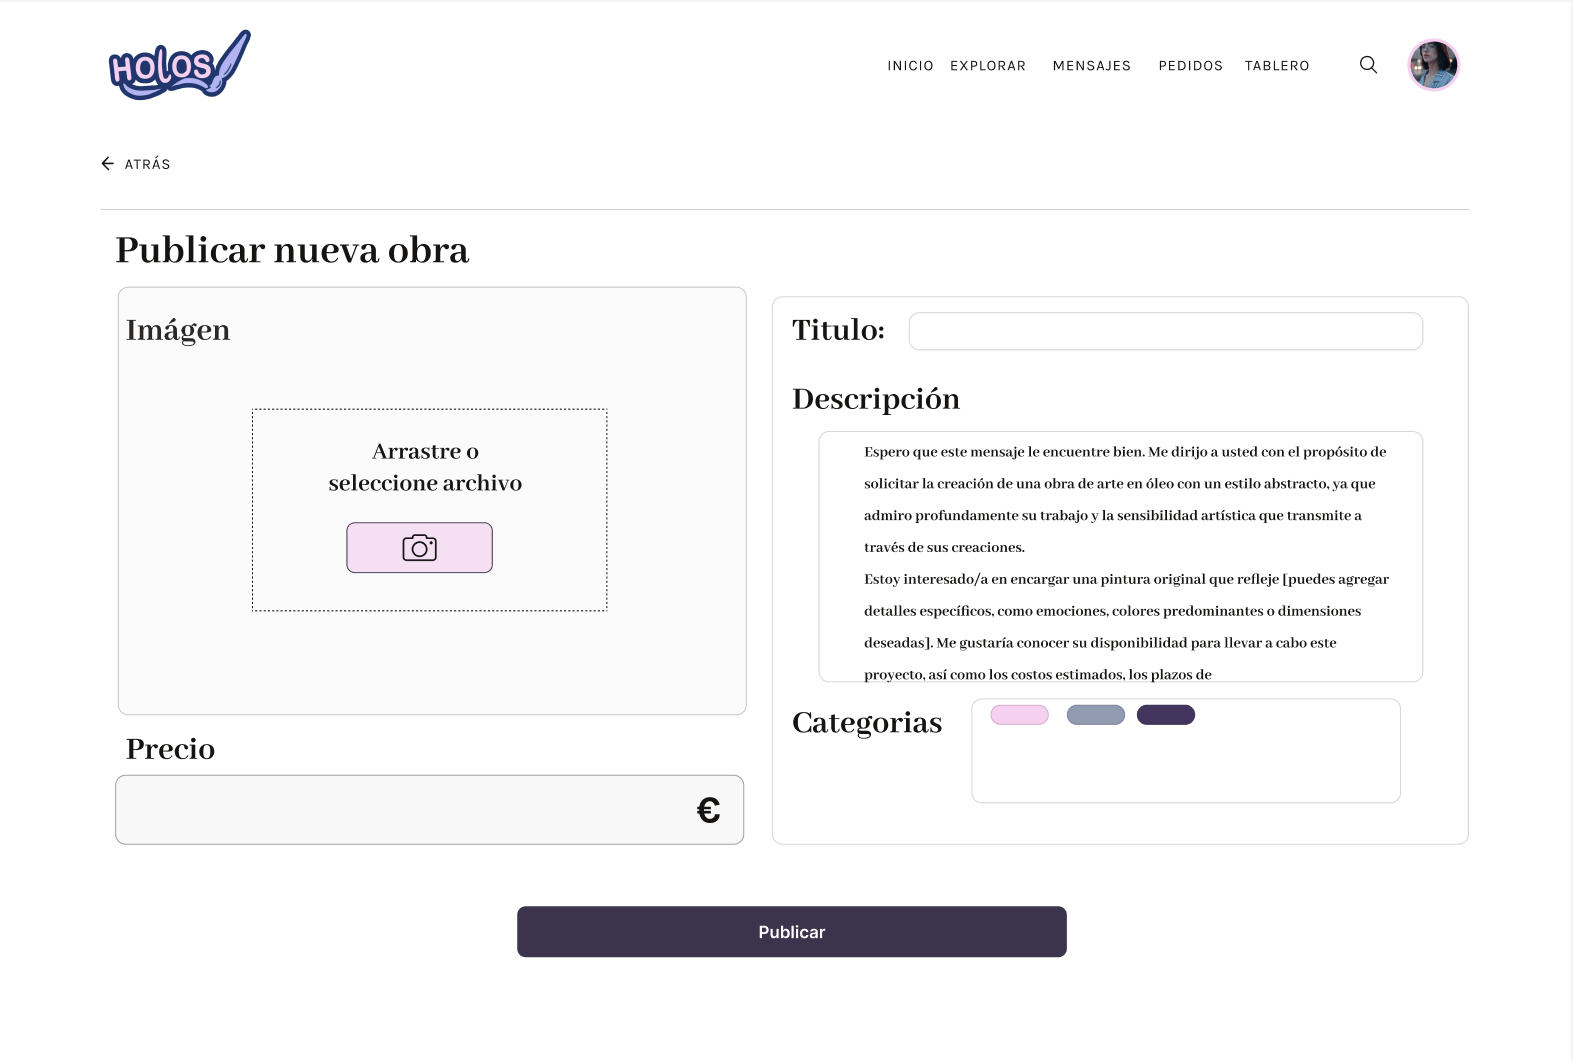 HOLOS
INICIO EXPLORAR MENSAJES PEDIDOS TABLERO
ATRÁS
Publicar nueva obra
Imágen
Arrastre o
seleccione archivo
Precio
€
Titulo:
Descripción
Espero que este mensaje le encuentre bien. Me dirijo a usted con el propósito de
solicitar la creación de una obra de arte en óleo con un estilo abstracto, ya que
admiro profundamente su trabajo y la sensibilidad artística que transmite a
través de sus creaciones.
Estoy interesado/a en encargar una pintura original que refleje [puedes agregar
detalles específicos, como emociones, colores predominantes o dimensiones
deseadas]. Me gustaría conocer su disponibilidad para llevar a cabo este
proyecto, así como los costos estimados, los plazos de
Categorias
Publicar